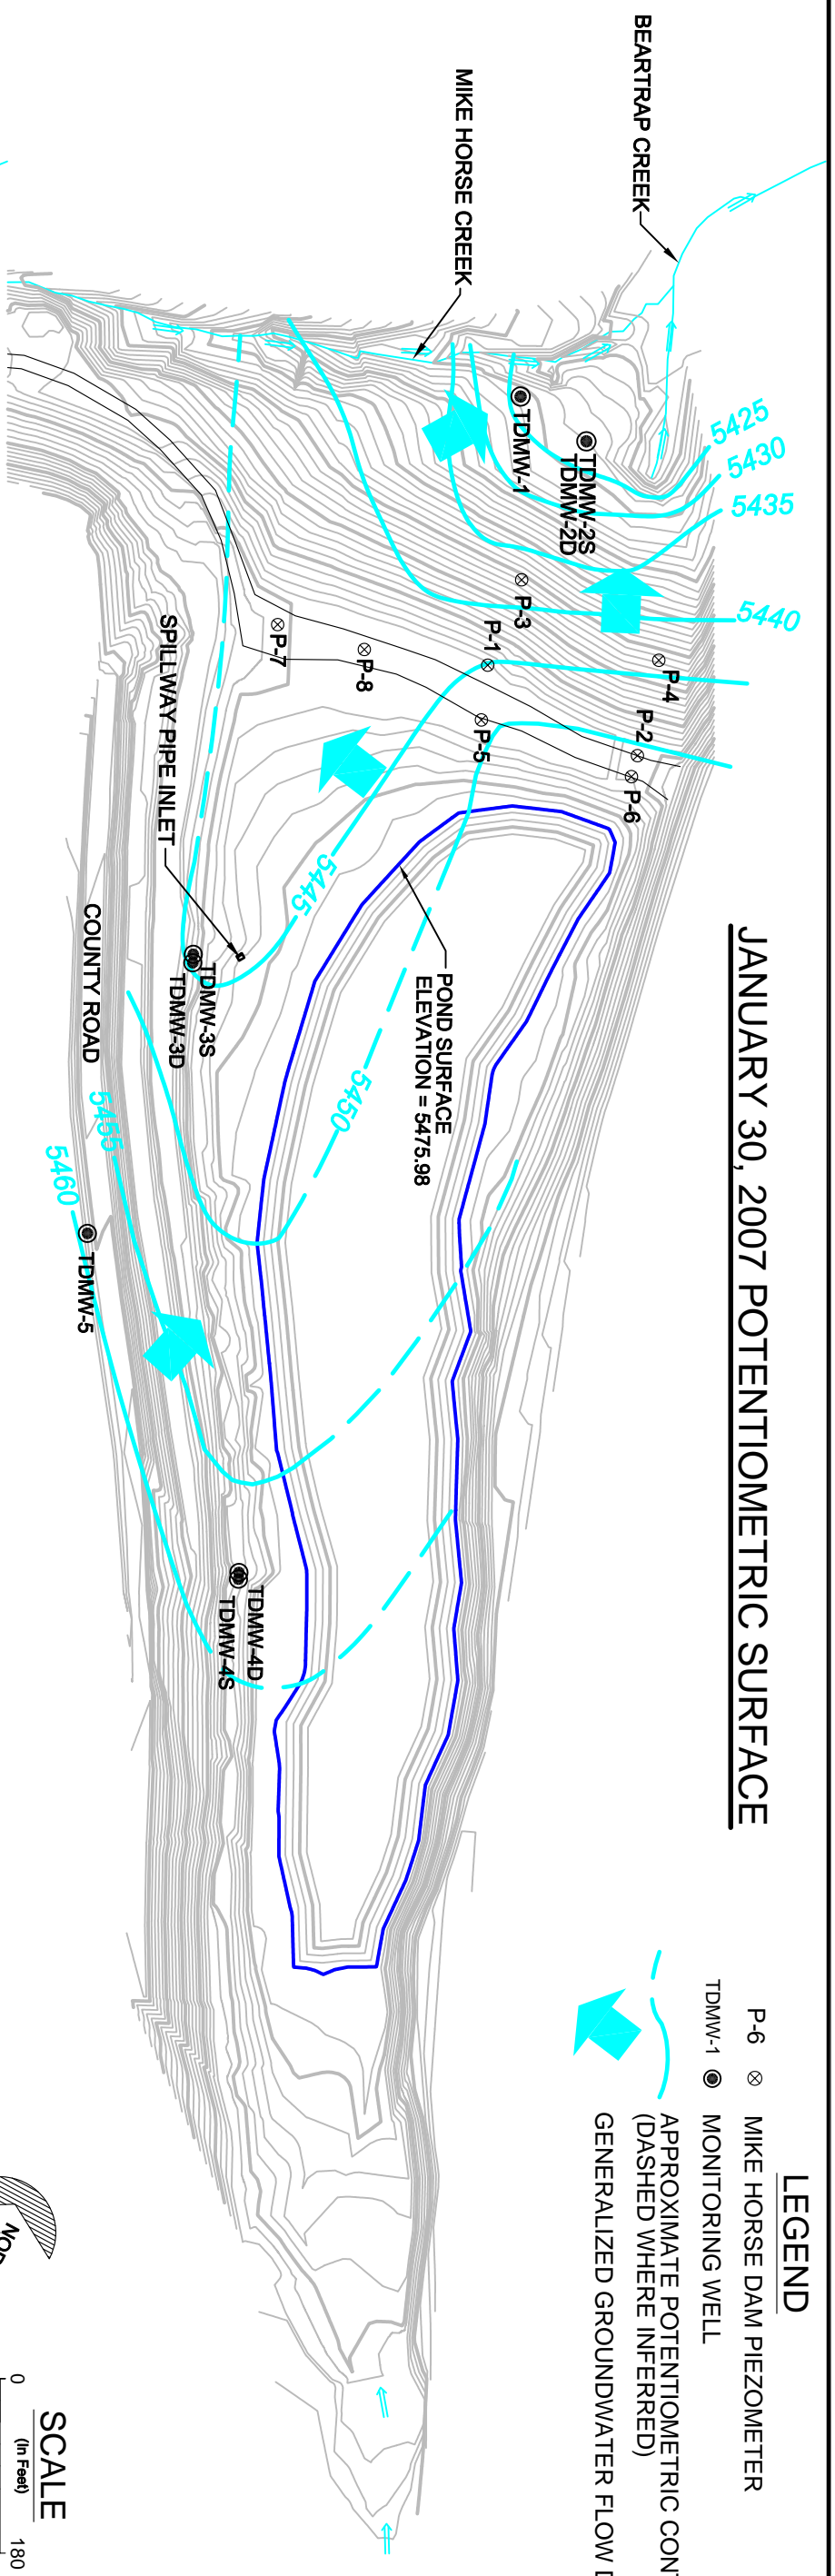 JANUARY 30, 2007 POTENTIOMETRIC SURFACE
BEARTRAP CREEK
MIKE HORSE CREEK
5425
5430
5435
5440
TDMW-1
TDMW-2S
TDMW-2D
P-3
P-1
P-4
P-2
P-7
P-8
P-5
P-6
SPILLWAY PIPE INLET
5445
5450
POND SURFACE
ELEVATION = 5475.98
TDMW-3S
TDMW-3D
COUNTY ROAD
5455
5460
TDMW-5
TDMW-4D
TDMW-4S
LEGEND
P-6 MIKE HORSE DAM PIEZOMETER
TDMW-1 MONITORING WELL
APPROXIMATE POTENTIOMETRIC CONT
(DASHED WHERE INFERRED)
GENERALIZED GROUNDWATER FLOW D
SCALE
0 (In Feet) 180